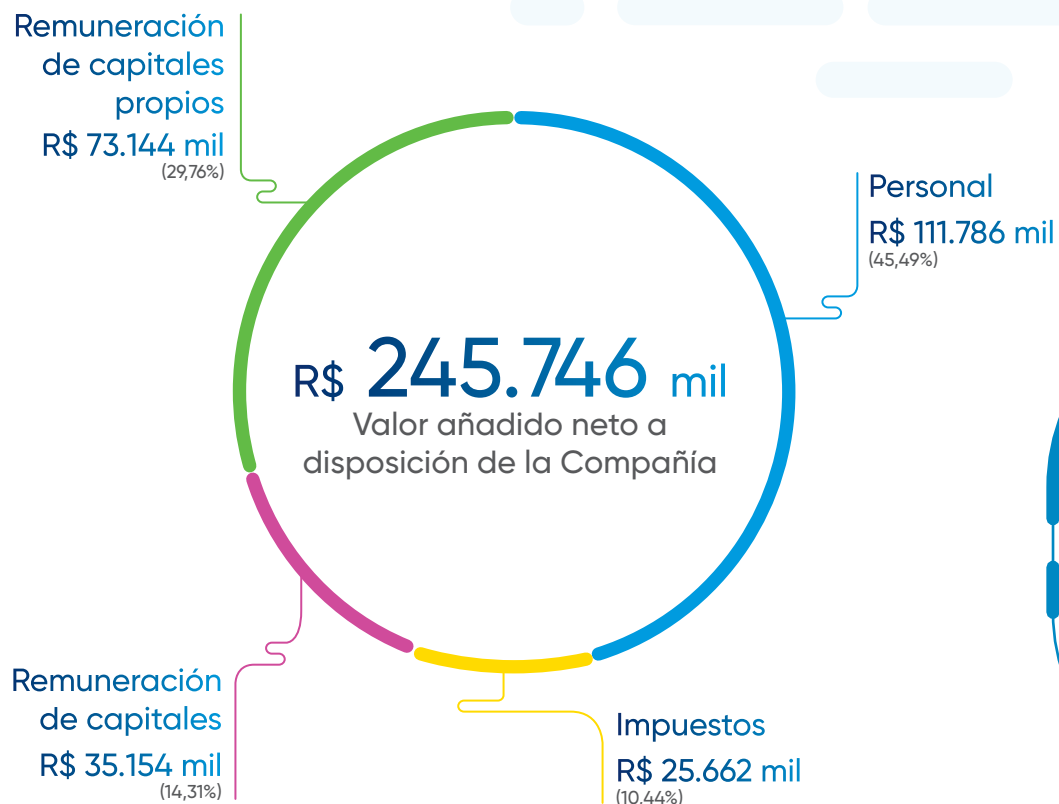 Remuneración
de capitales
propios
R$ 73.144 mil
(29,76%)
Personal
R$ 111.786 mil
(45,49%)
R$ 245.746 mil
Valor añadido neto a
disposición de la Compañía
Remuneración
de capitales
R$ 35.154 mil
(14,31%)
Impuestos
R$ 25.662 mil
(10,44%)